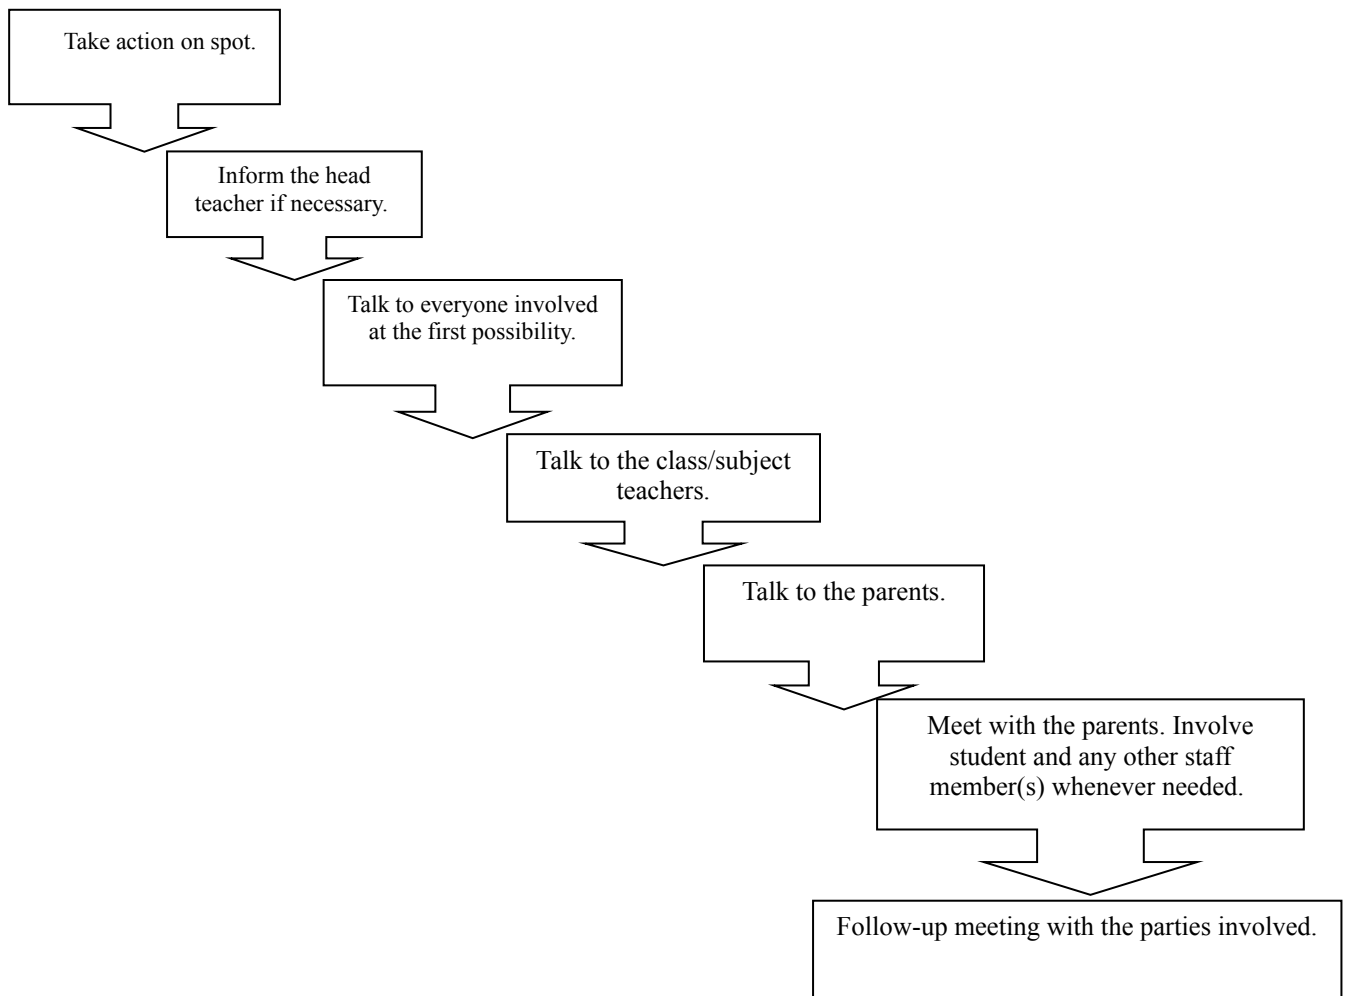 Take action on spot.
Inform the head
teacher if necessary.
Talk to everyone involved
at the first possibility.
Talk to the class/subject
teachers.
Talk to the parents.
Meet with the parents. Involve
student and any other staff
member(s) whenever needed.
Follow-up meeting with the parties involved.